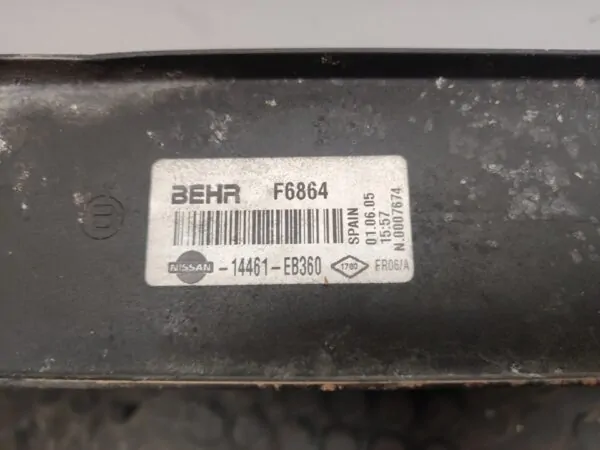 BEHR F6864
SPAIN
01.06.05
15:57
N.0007674
NISSAN -14461-EB360
1780
FR06/A